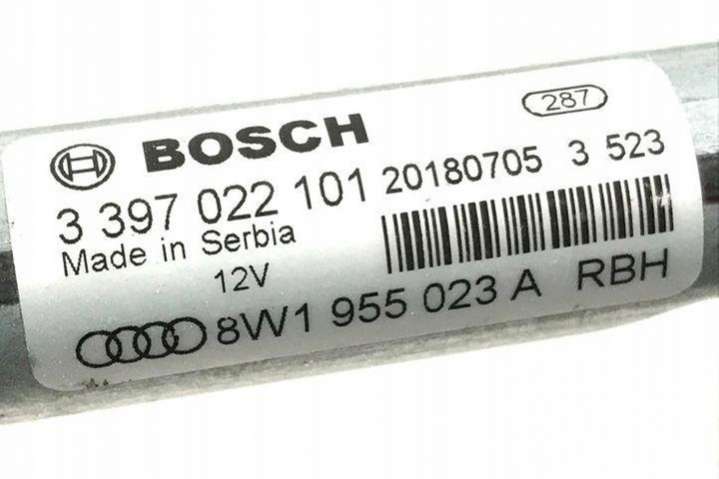 287
BOSCH
3 397 022 101 20180705 3 523
Made in Serbia
12V
8W1 955 023 A RBH